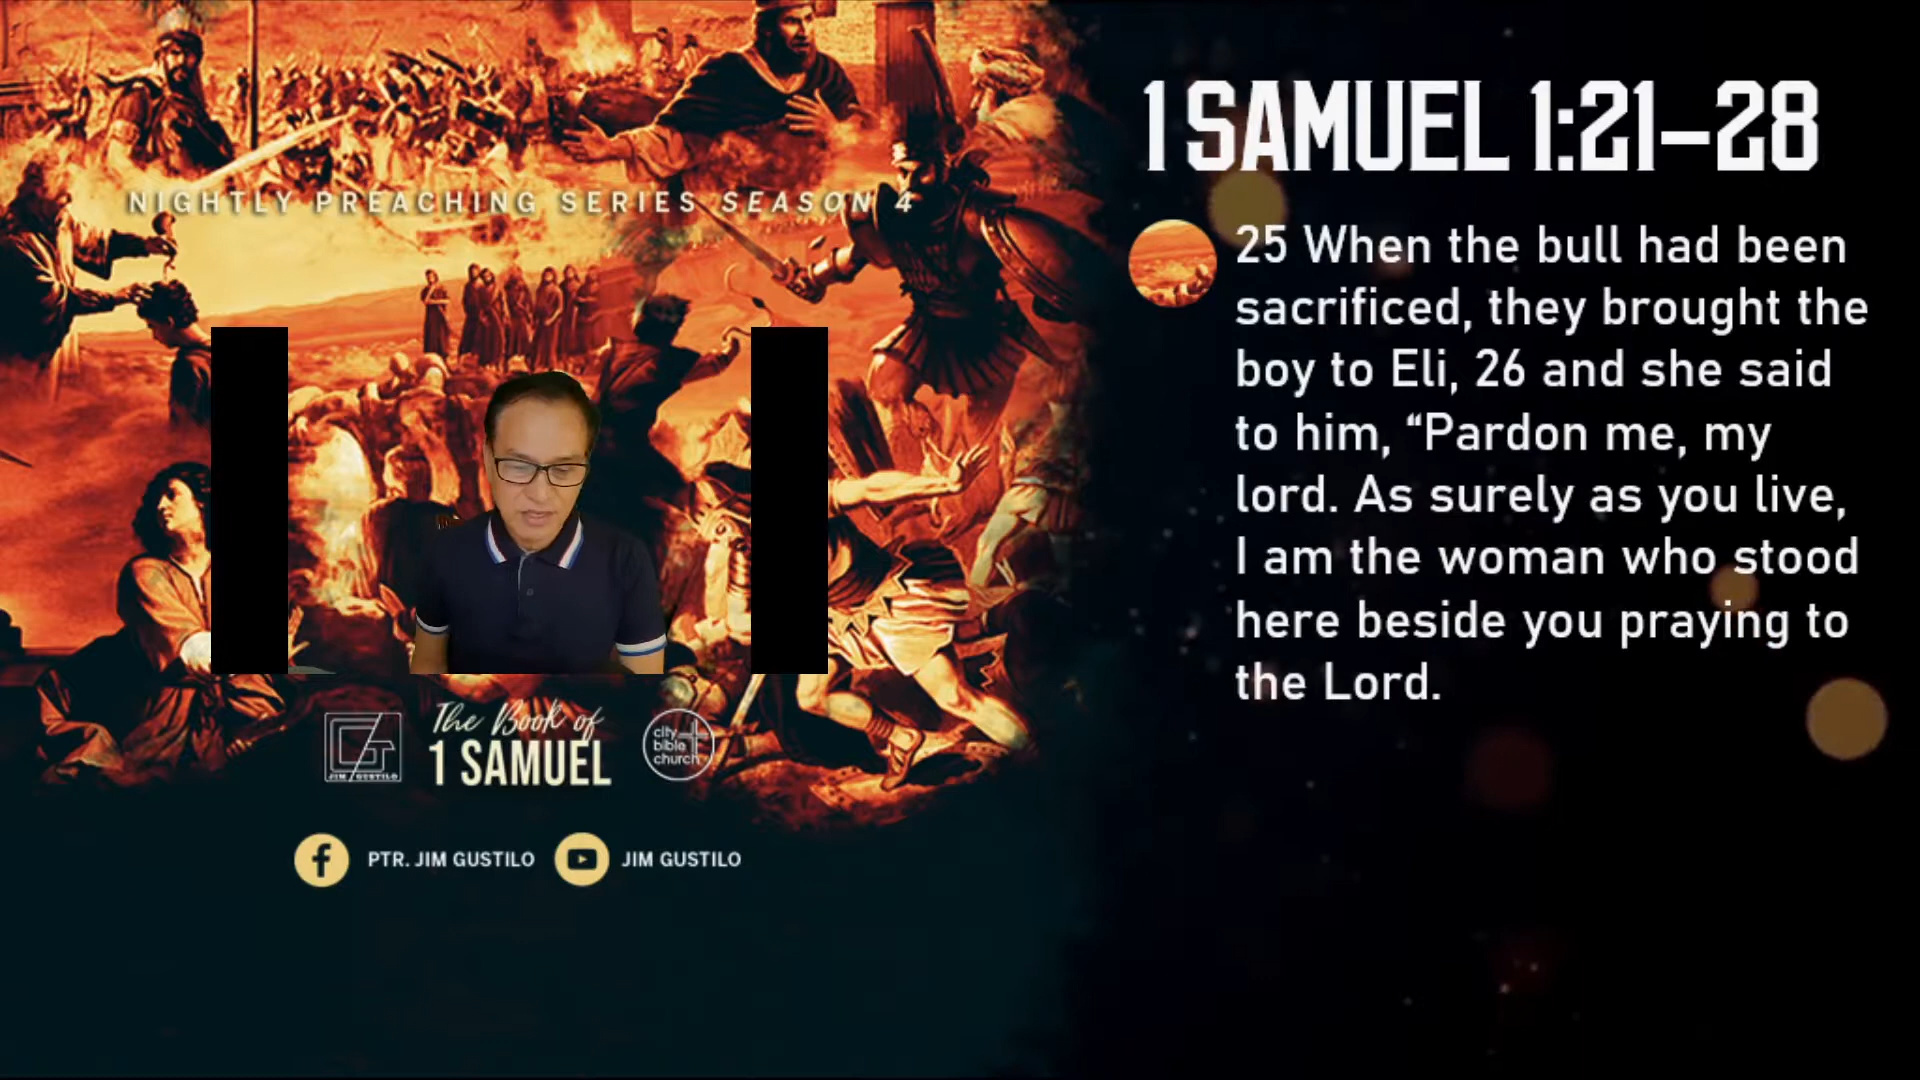 NIGHTLY PREACHING SERIES SEASON 4
1 SAMUEL 1:21–28
25 When the bull had been
sacrificed, they brought the
boy to Eli, 26 and she said
to him, “Pardon me, my
lord. As surely as you live,
I am the woman who stood
here beside you praying to
the Lord.
JIM GUSTILO
The Book of
1 SAMUEL
city
bible
church
PTR. JIM GUSTILO
JIM GUSTILO